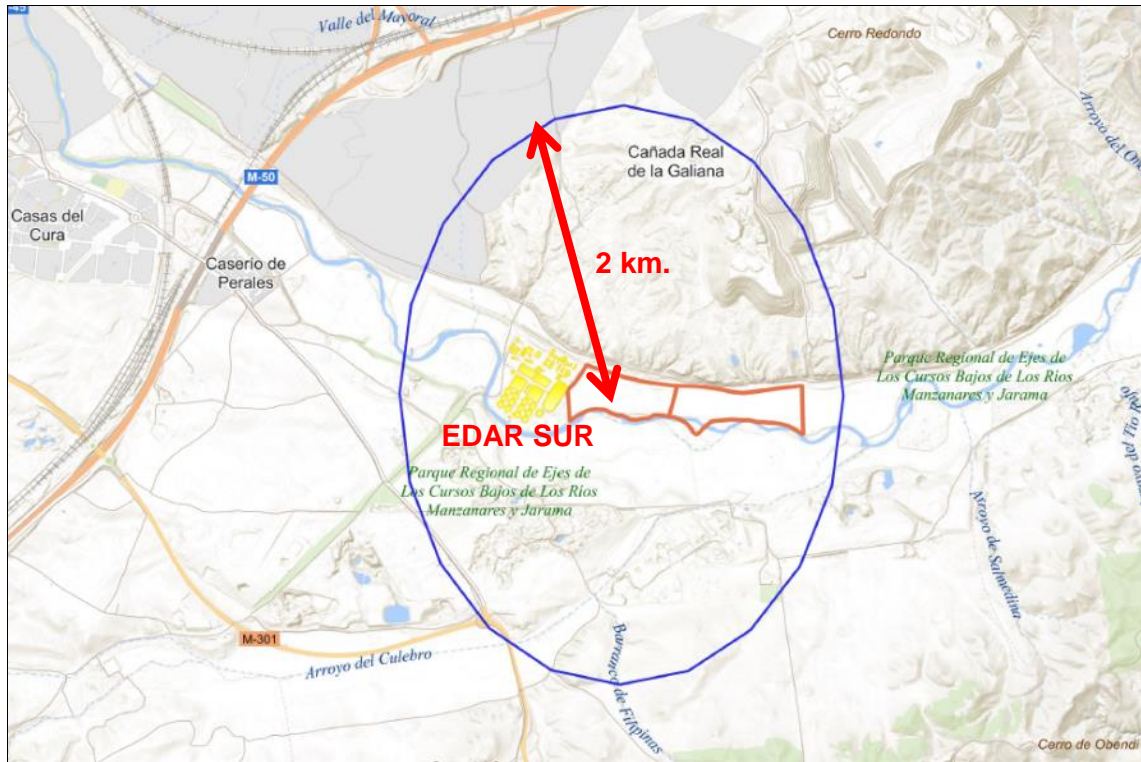 M-45
Valle del Mayoral
Cerro Redondo
Cañada Real
de la Galiana
M-50
Casas del
Cura
Caserío de
Perales
2 km.
Parque Regional de Ejes de
Los Cursos Bajos de Los Rios
Manzanares y Jarama
EDAR SUR
Parque Regional de Ejes de
Los Cursos Bajos de Los Rios
Manzanares y Jarama
Arroyo de Salmedina
M-301
Arroyo del Culebro
Barranco de Filipinas
Cerro de Obendi